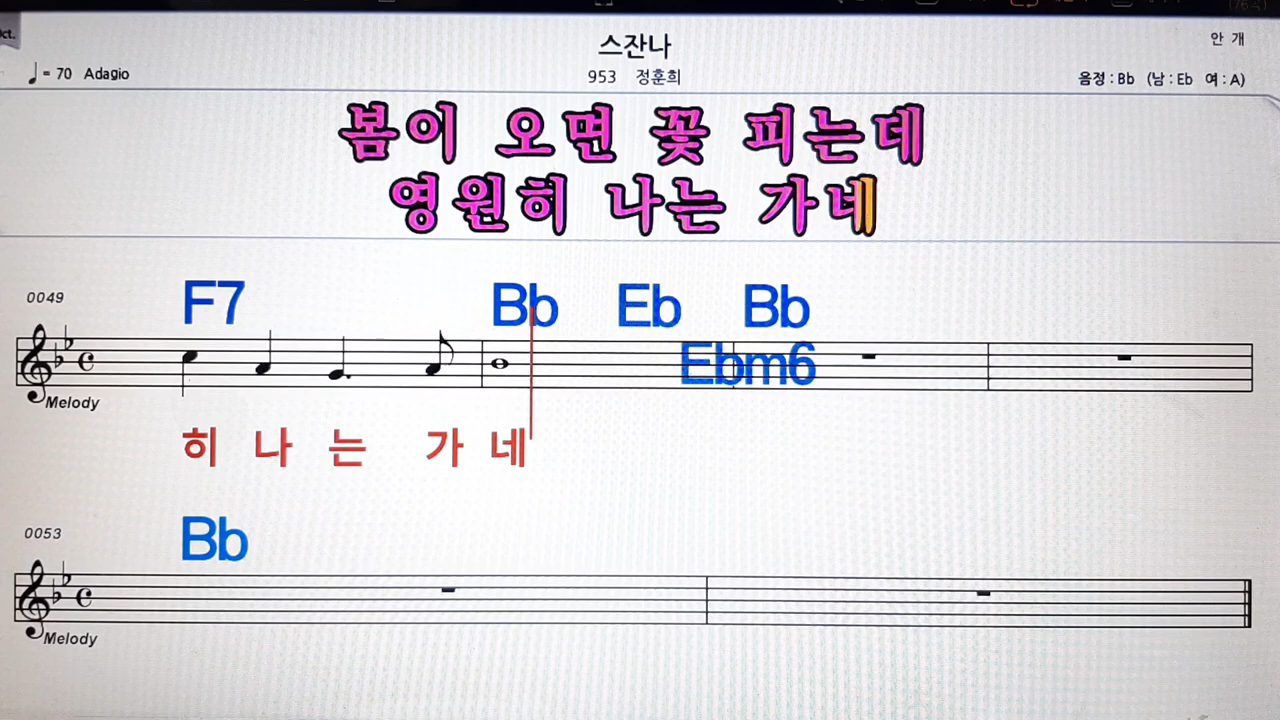 ct.
스잔나
안 개
♩= 70 Adagio
953 정훈희
음정 : Bb (남 : Eb 여 : A)
봄이 오면 꽃 피는데
영원히 나는 가네
0049
F7 Bb Eb Bb
Ebm6
Melody
히 나 는 가 네
0053
Bb
Melody